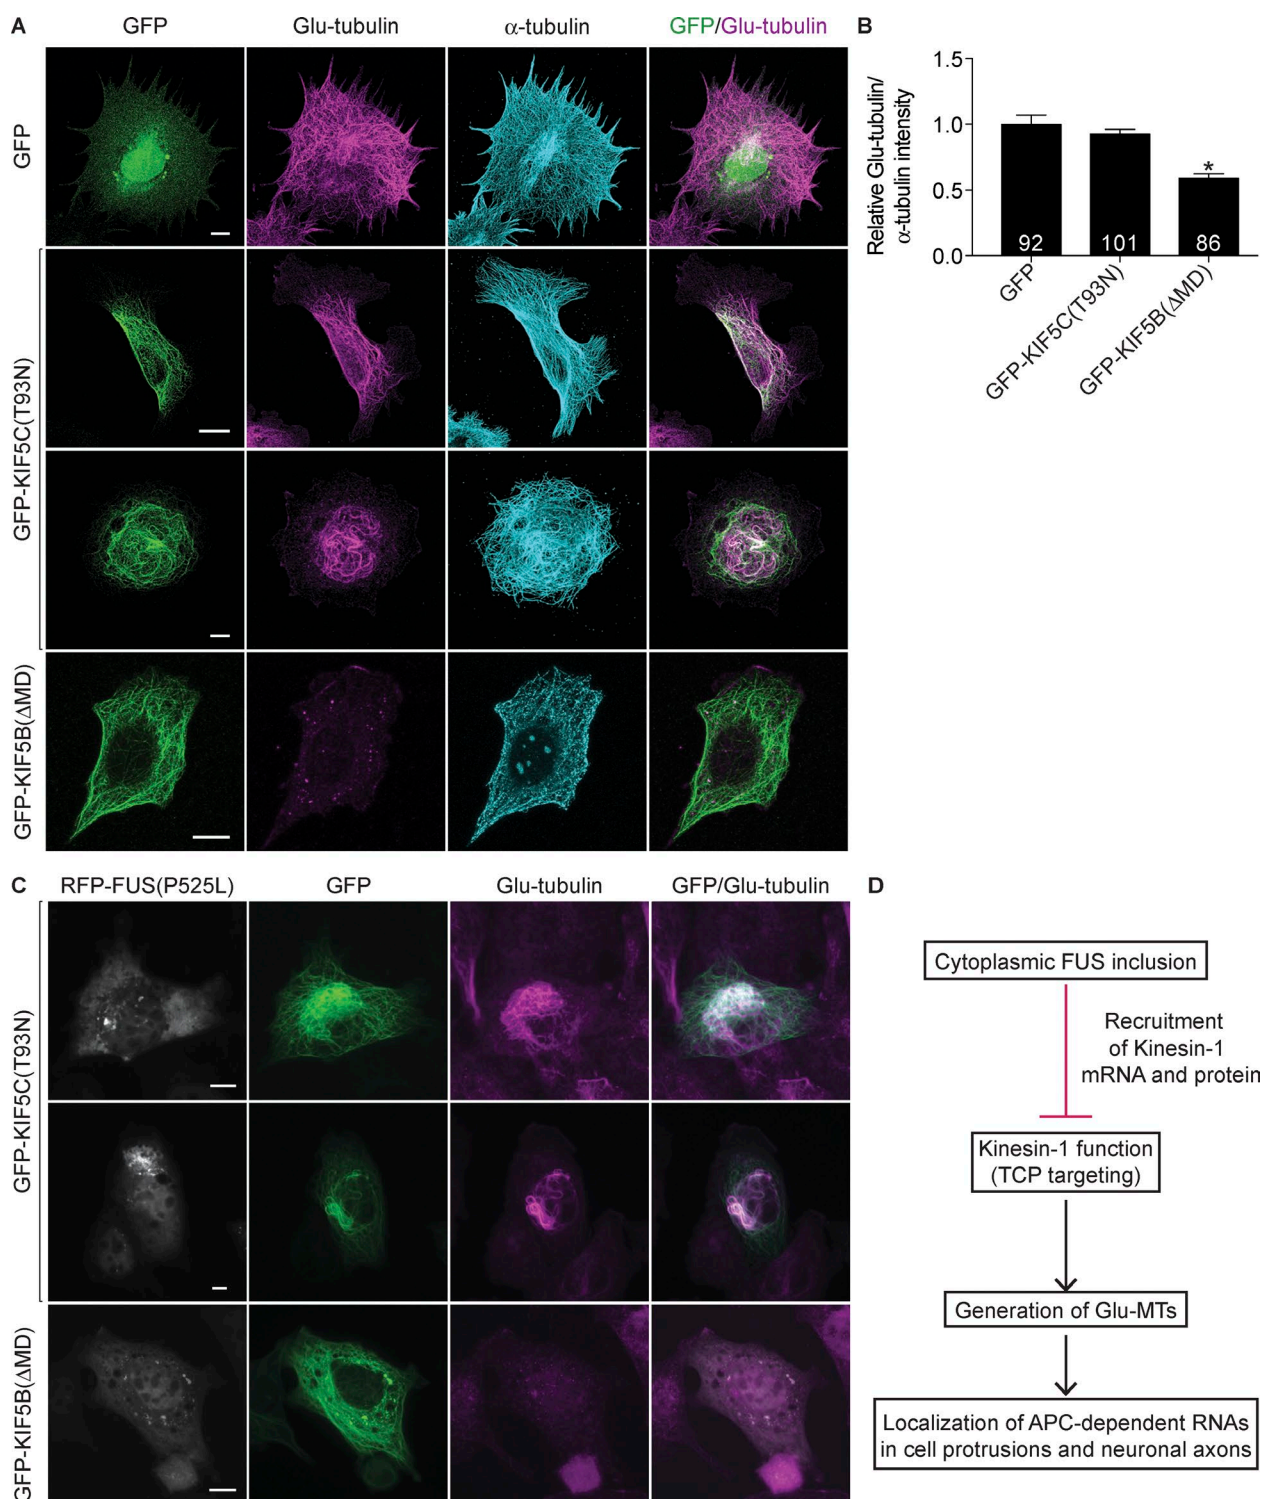 A
GFP
Glu-tubulin
α-tubulin
GFP/Glu-tubulin
GFP
GFP-KIF5C(T93N)
GFP-KIF5B(ΔMD)
B
Relative Glu-tubulin/
α-tubulin intensity
1.5
1.0
0.5
0.0
*
92
101
86
GFP
GFP-KIF5C(T93N)
GFP-KIF5B(ΔMD)
C
RFP-FUS(P525L)
GFP
Glu-tubulin
GFP/Glu-tubulin
GFP-KIF5C(T93N)
GFP-KIF5B(ΔMD)
D
Cytoplasmic FUS inclusion
Recruitment
of Kinesin-1
mRNA and protein
Kinesin-1 function
(TCP targeting)
Generation of Glu-MTs
Localization of APC-dependent RNAs
in cell protrusions and neuronal axons